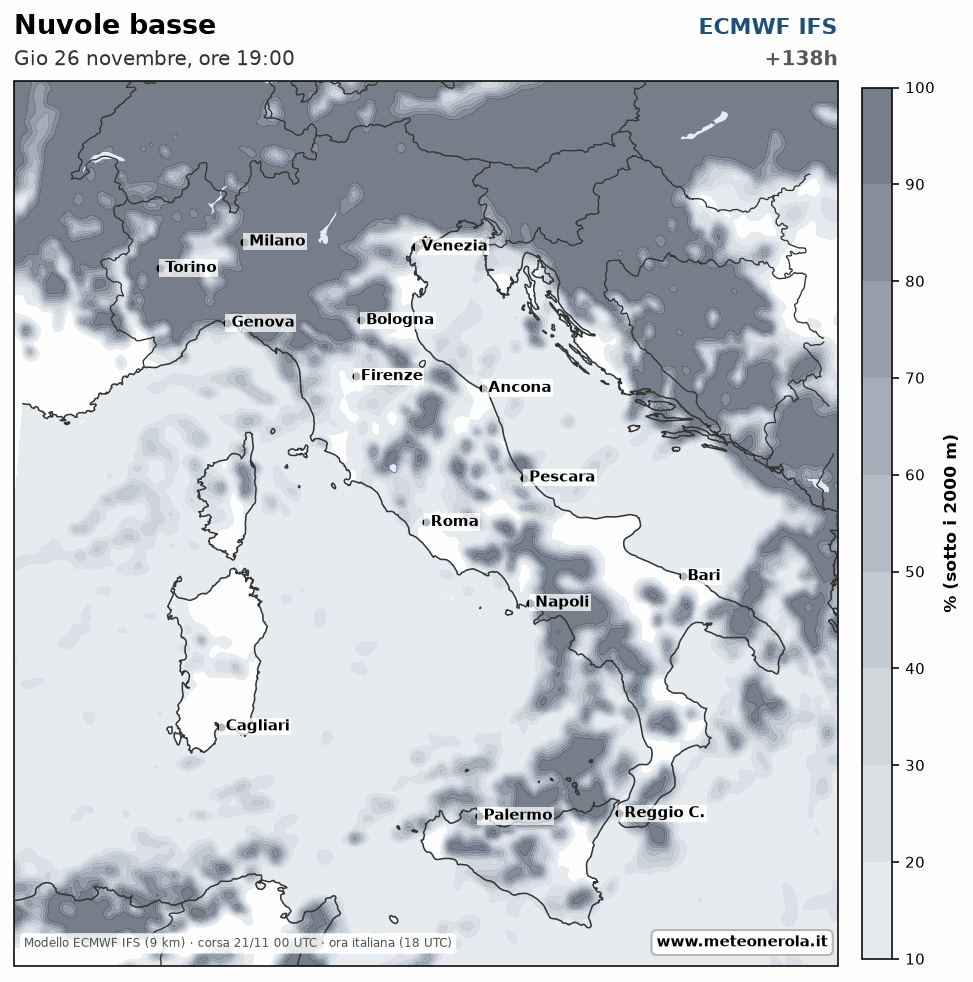 Nuvole basse
ECMWF IFS
Gio 26 novembre, ore 19:00
+138h
100
90
80
70
60
50
40
30
20
10
% (sotto i 2000 m)
Milano
Venezia
Torino
Genova
Bologna
Firenze
Ancona
Pescara
Roma
Bari
Napoli
Cagliari
Palermo
Reggio C.
Modello ECMWF IFS (9 km) · corsa 21/11 00 UTC · ora italiana (18 UTC)
www.meteonerola.it